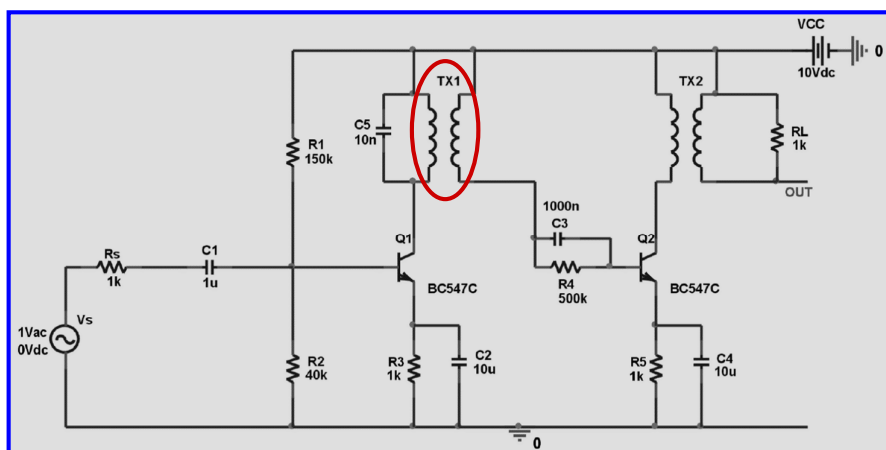 VCC
0
10Vdc
TX1
TX2
C5
10n
R1
150k
RL
1k
OUT
1000n
C3
Q1
Q2
Rs
1k
C1
1u
R4
500k
BC547C
BC547C
Vs
1Vac
0Vdc
R2
40k
R3
1k
C2
10u
R5
1k
C4
10u
0